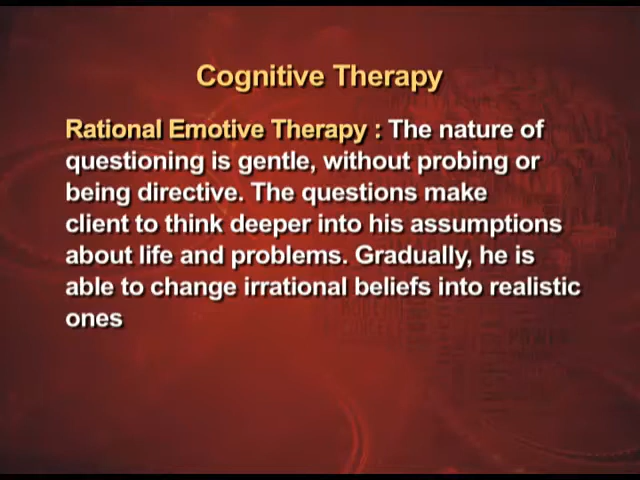 Cognitive Therapy
Rational Emotive Therapy : The nature of
questioning is gentle, without probing or
being directive. The questions make
client to think deeper into his assumptions
about life and problems. Gradually, he is
able to change irrational beliefs into realistic
ones